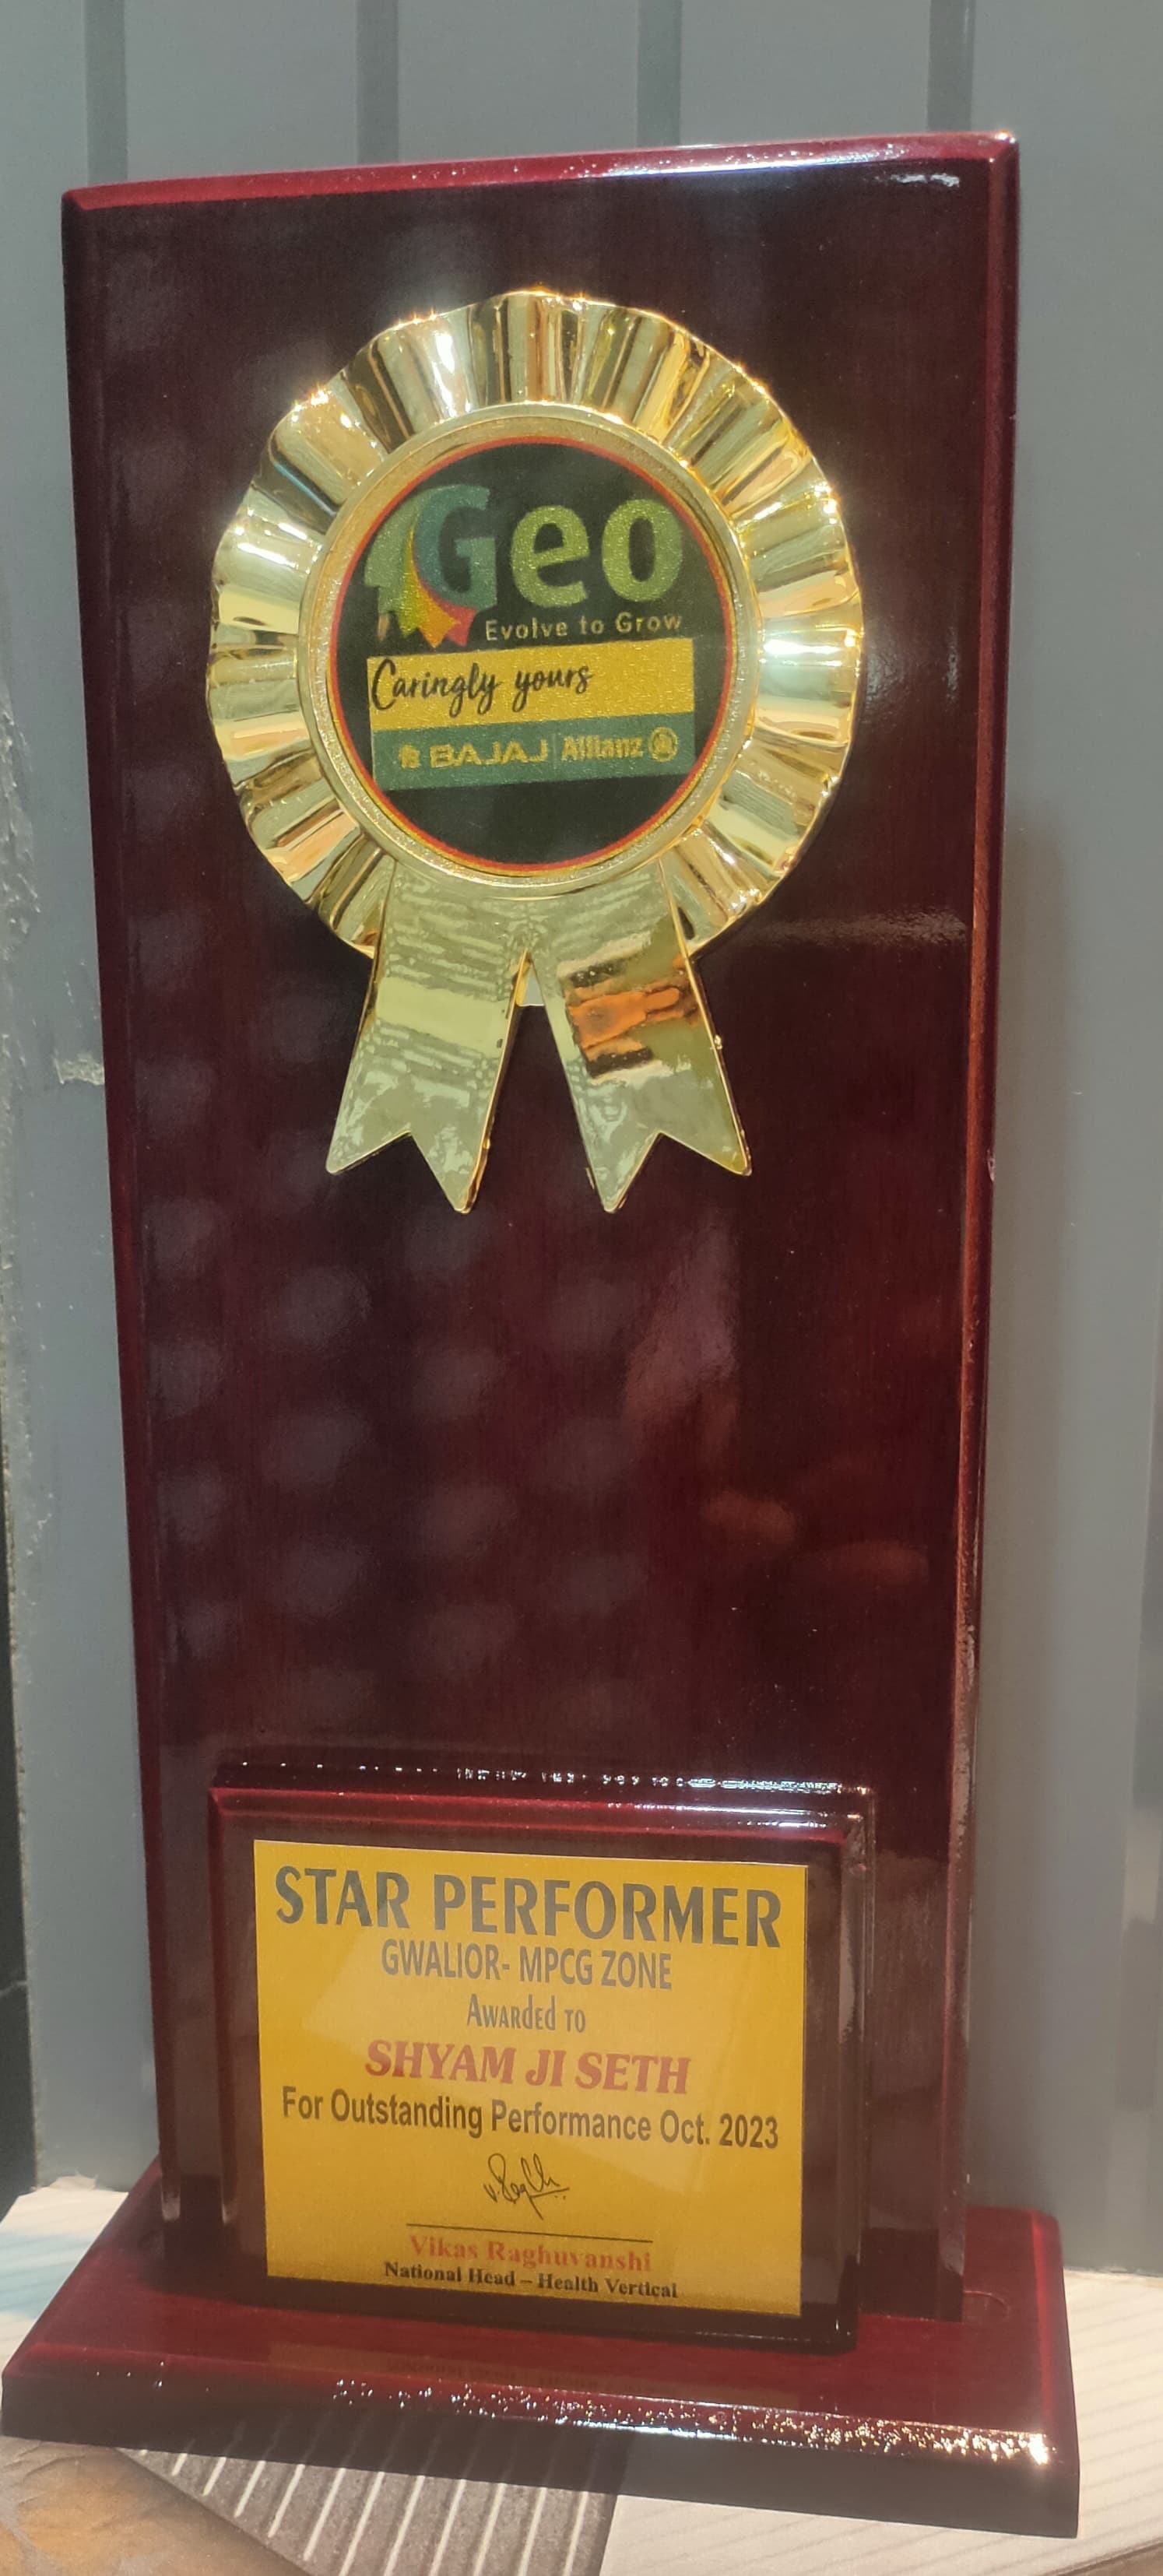 Geo
Evolve to Grow
Caringly yours
BAJAJ Allianz
STAR PERFORMER
GWALIOR- MPCG ZONE
AWARDED TO
SHYAM JI SETH
For Outstanding Performance Oct. 2023
Vikas Raghuvanshi
National Head – Health Vertical